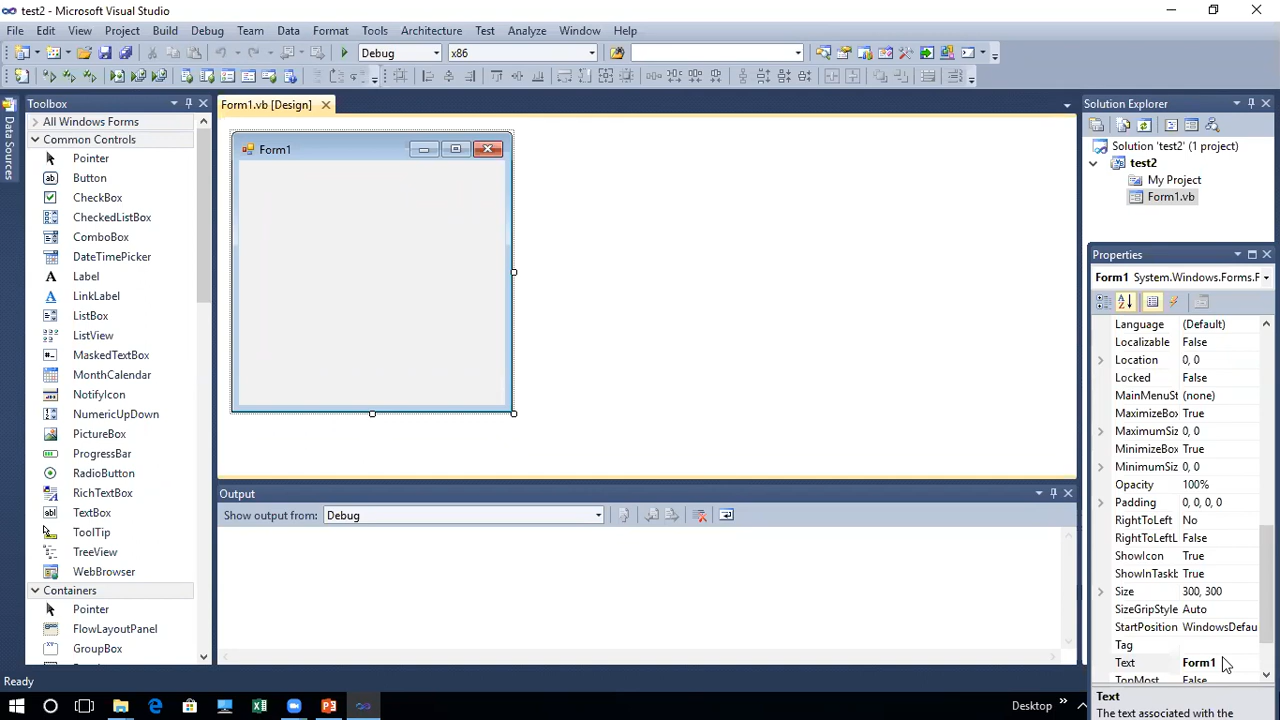 test2 - Microsoft Visual Studio
File Edit View Project Build Debug Team Data Format Tools Architecture Test Analyze Window Help
Debug x86
Toolbox
All Windows Forms
Common Controls
Pointer
Button
CheckBox
CheckedListBox
ComboBox
DateTimePicker
Label
LinkLabel
ListBox
ListView
MaskedTextBox
MonthCalendar
NotifyIcon
NumericUpDown
PictureBox
ProgressBar
RadioButton
RichTextBox
TextBox
ToolTip
TreeView
WebBrowser
Containers
Pointer
FlowLayoutPanel
GroupBox
Data Sources
Form1.vb [Design]
Form1
Output
Show output from: Debug
Solution Explorer
Solution 'test2' (1 project)
test2
My Project
Form1.vb
Properties
Form1 System.Windows.Forms.F
Language (Default)
Localizable False
Location 0, 0
Locked False
MainMenuSt (none)
MaximizeBo True
MaximumSiz 0, 0
MinimizeBox True
MinimumSiz 0, 0
Opacity 100%
Padding 0, 0, 0, 0
RightToLeft No
RightToLeftL False
ShowIcon True
ShowInTaskb True
Size 300, 300
SizeGripStyle Auto
StartPosition WindowsDefau
Tag
Text Form1
TopMost False
Text
The text associated with the
Ready
Desktop